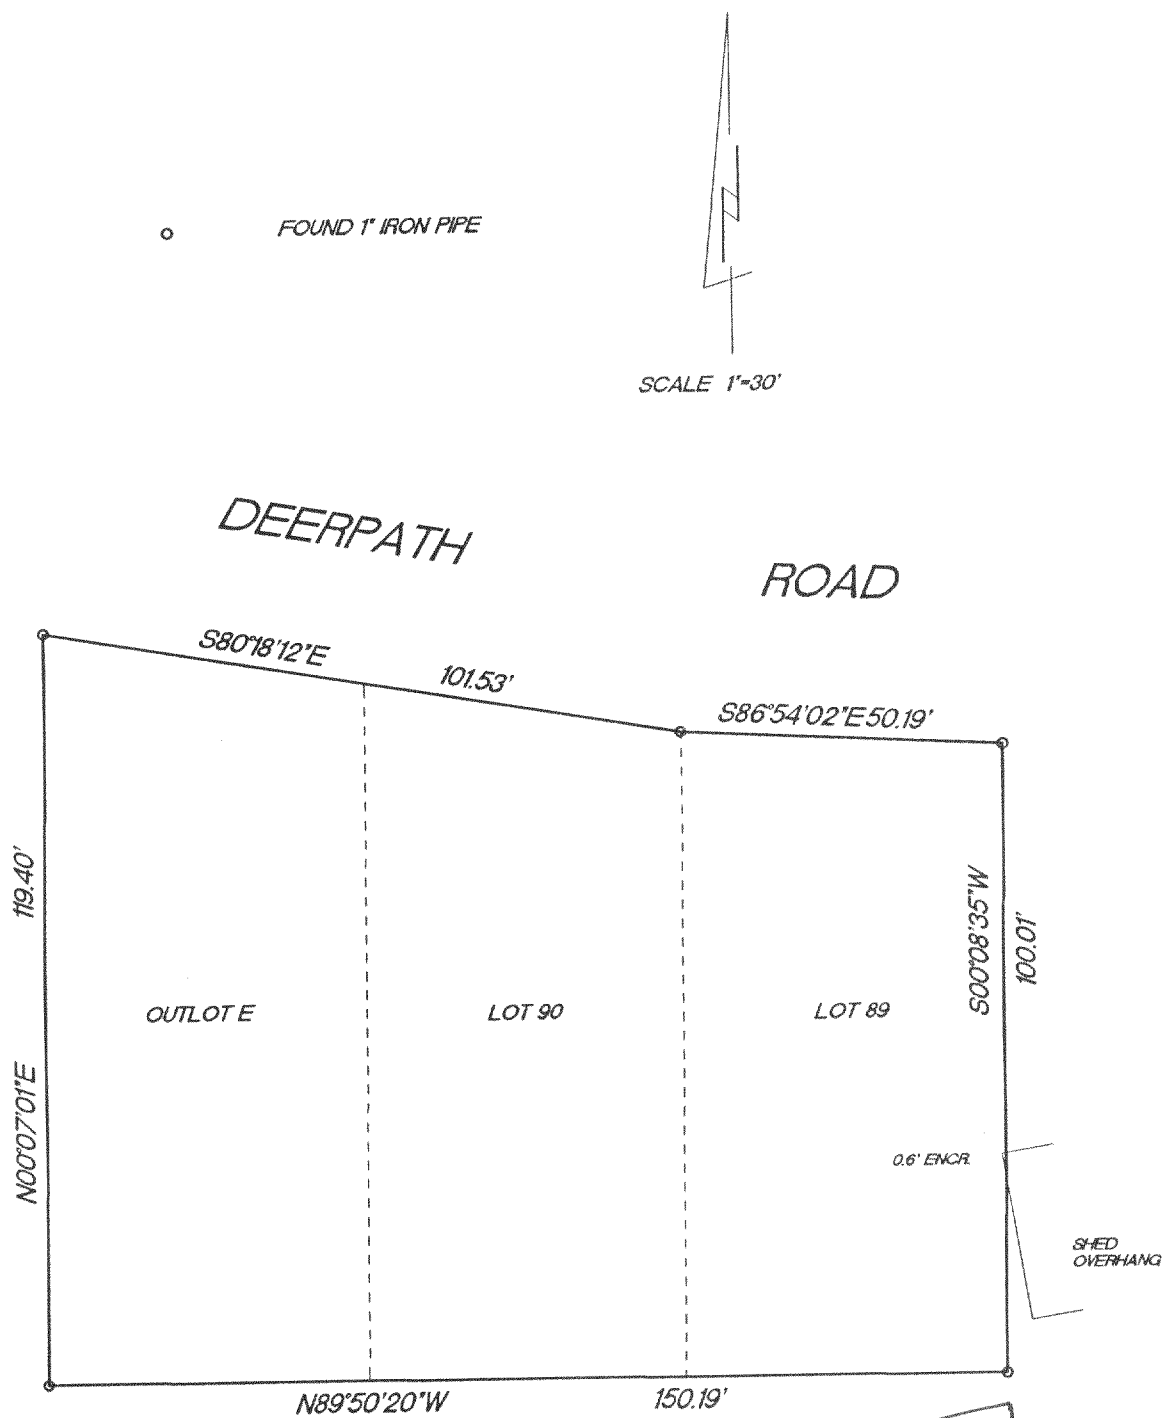 FOUND 1" IRON PIPE
SCALE 1"=30'
DEERPATH ROAD
S80°18'12"E 101.53'
S86°54'02"E 50.19'
119.40'
N00°07'01"E
S00°08'35"W
100.01'
OUTLOT E
LOT 90
LOT 89
0.6' ENCR.
SHED
OVERHANG
N89°50'20"W 150.19'